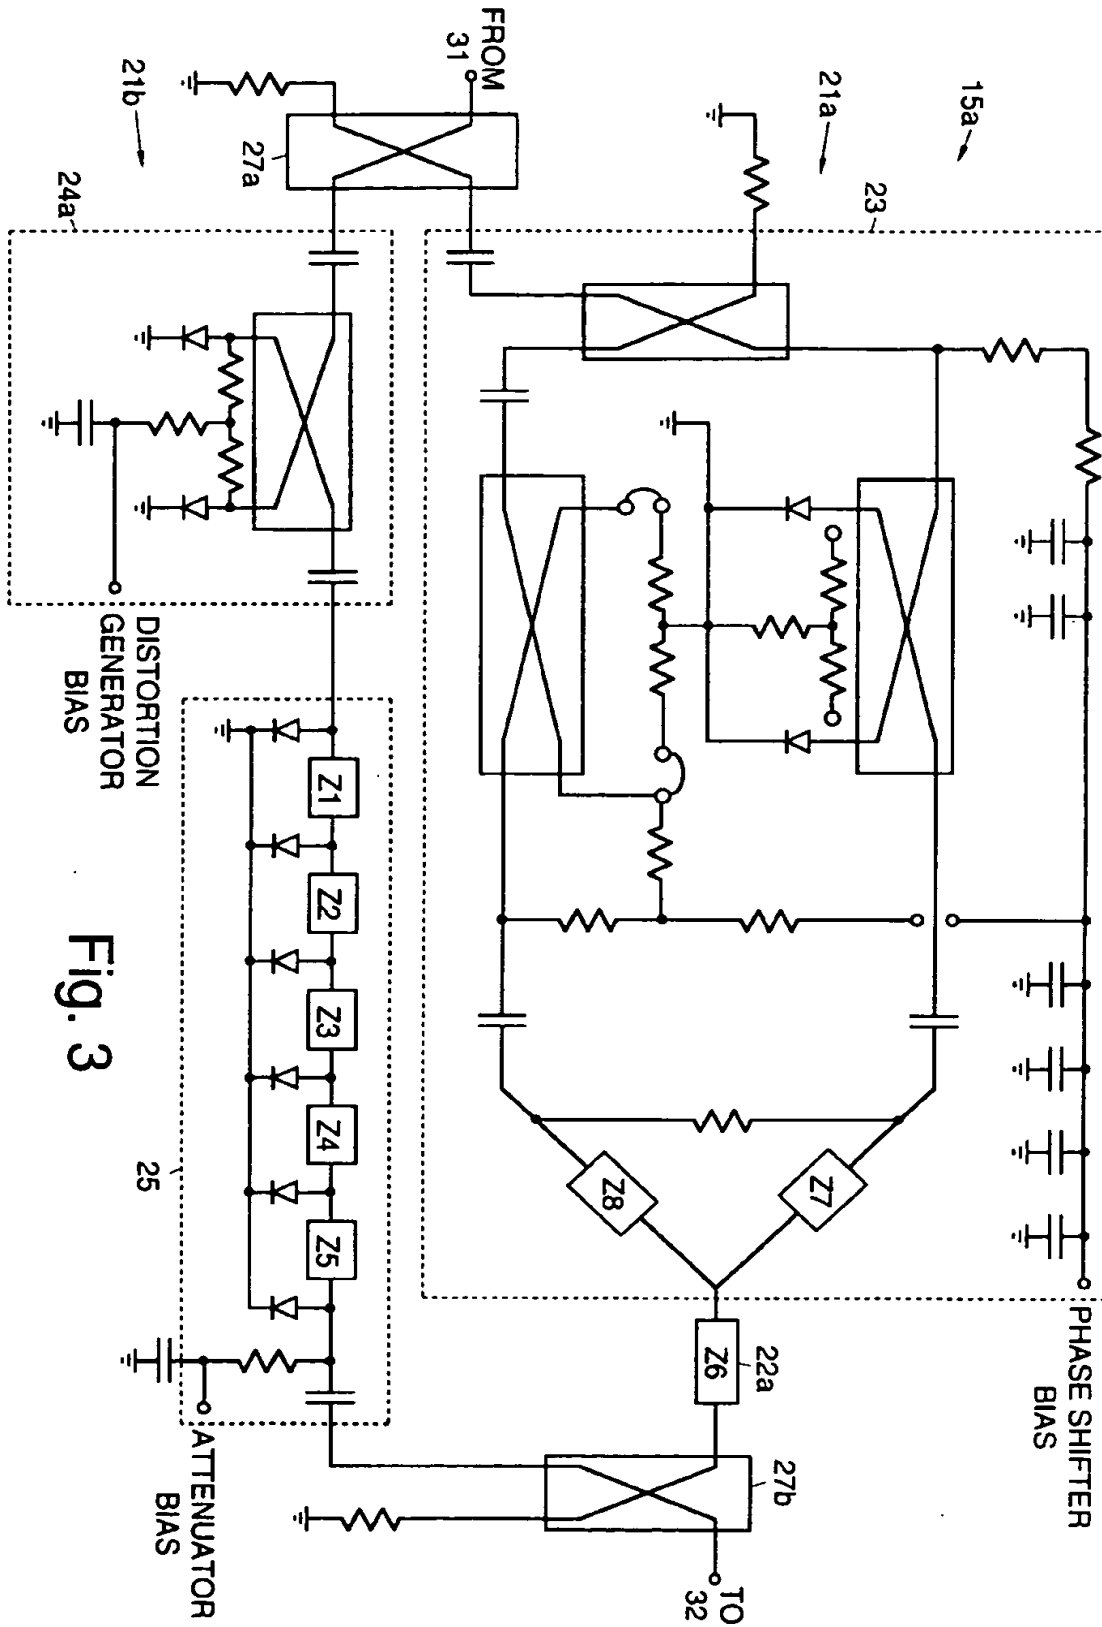 15a
21a
23
PHASE SHIFTER
BIAS
Z7
Z8
22a
Z6
27b
TO
32
FROM
31
27a
21b
24a
DISTORTION
GENERATOR
BIAS
Z1
Z2
Z3
Z4
Z5
25
ATTENUATOR
BIAS
Fig. 3